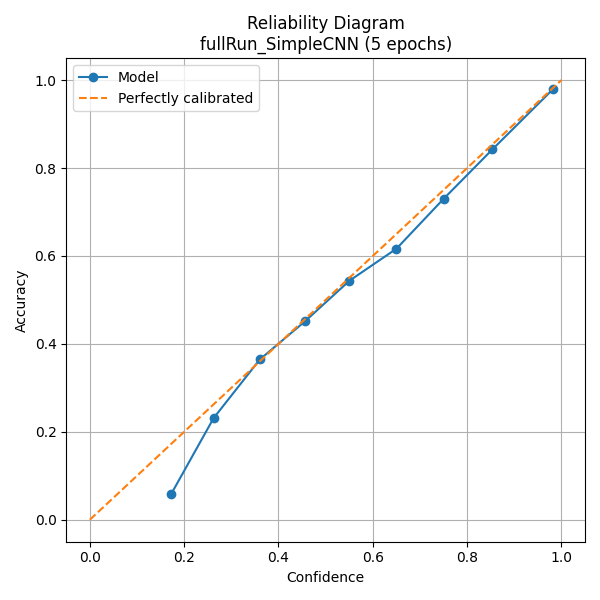 Reliability Diagram
fullRun_SimpleCNN (5 epochs)
Model
Perfectly calibrated
1.0
0.8
0.6
0.4
0.2
0.0
Accuracy
0.0 0.2 0.4 0.6 0.8 1.0
Confidence